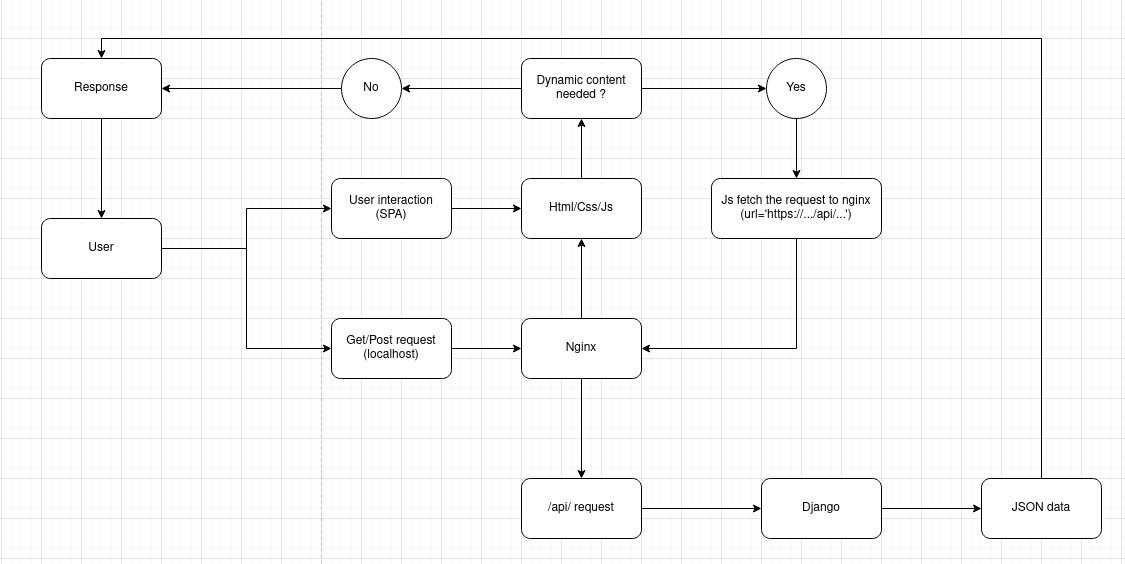 Response
No
Dynamic content
needed ?
Yes
User interaction
(SPA)
Html/Css/Js
Js fetch the request to nginx
(url='https://.../api/...')
User
Get/Post request
(localhost)
Nginx
/api/ request
Django
JSON data